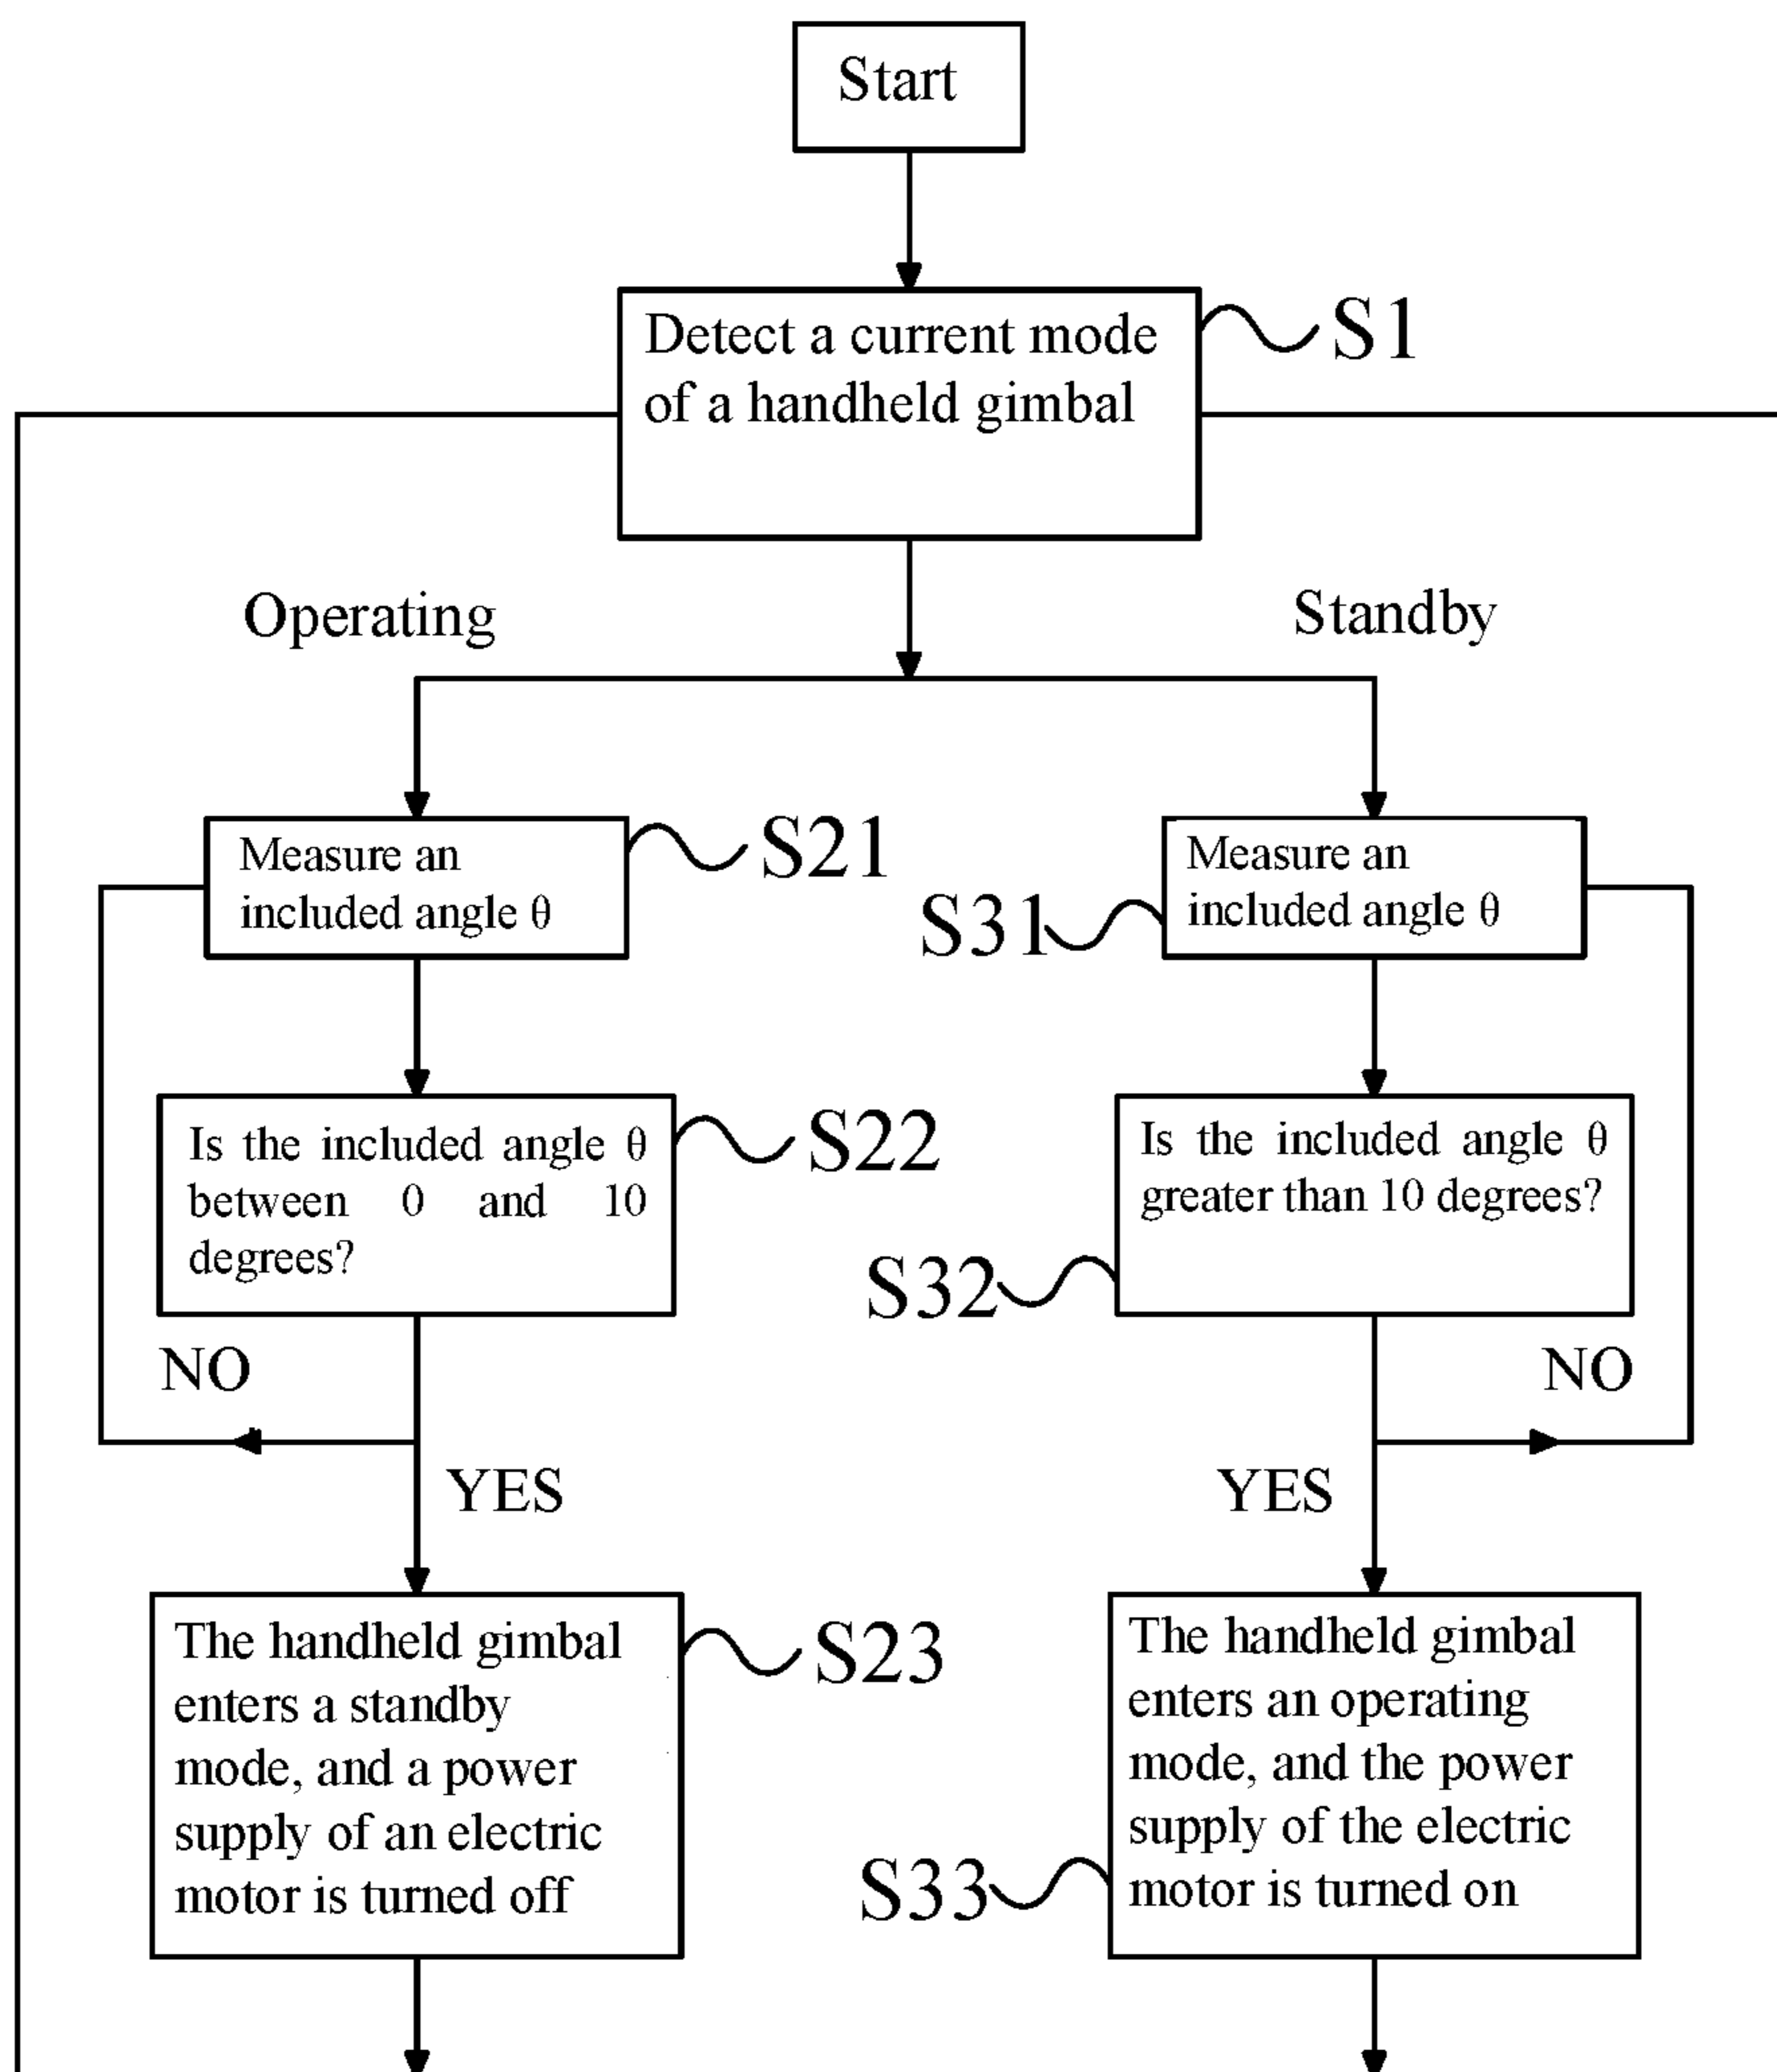 Start
Detect a current mode
of a handheld gimbal
S1
Operating
Standby
Measure an
included angle θ
S21
Measure an
included angle θ
S31
Is the included angle θ
between 0 and 10
degrees?
S22
Is the included angle θ
greater than 10 degrees?
S32
NO
YES
NO
YES
The handheld gimbal
enters a standby
mode, and a power
supply of an electric
motor is turned off
S23
The handheld gimbal
enters an operating
mode, and the power
supply of the electric
motor is turned on
S33